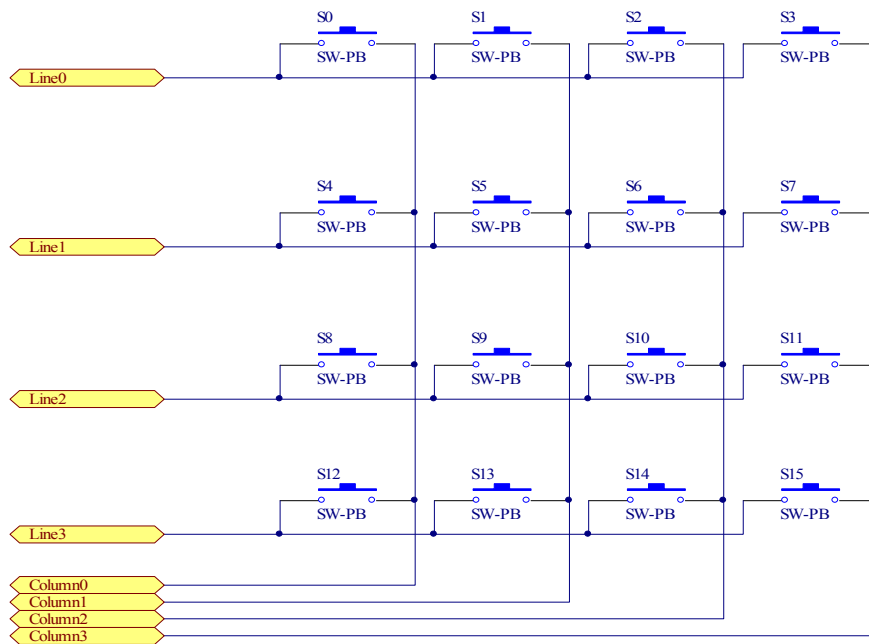 S0 S1 S2 S3
SW-PB SW-PB SW-PB SW-PB
Line0
S4 S5 S6 S7
SW-PB SW-PB SW-PB SW-PB
Line1
S8 S9 S10 S11
SW-PB SW-PB SW-PB SW-PB
Line2
S12 S13 S14 S15
SW-PB SW-PB SW-PB SW-PB
Line3
Column0
Column1
Column2
Column3